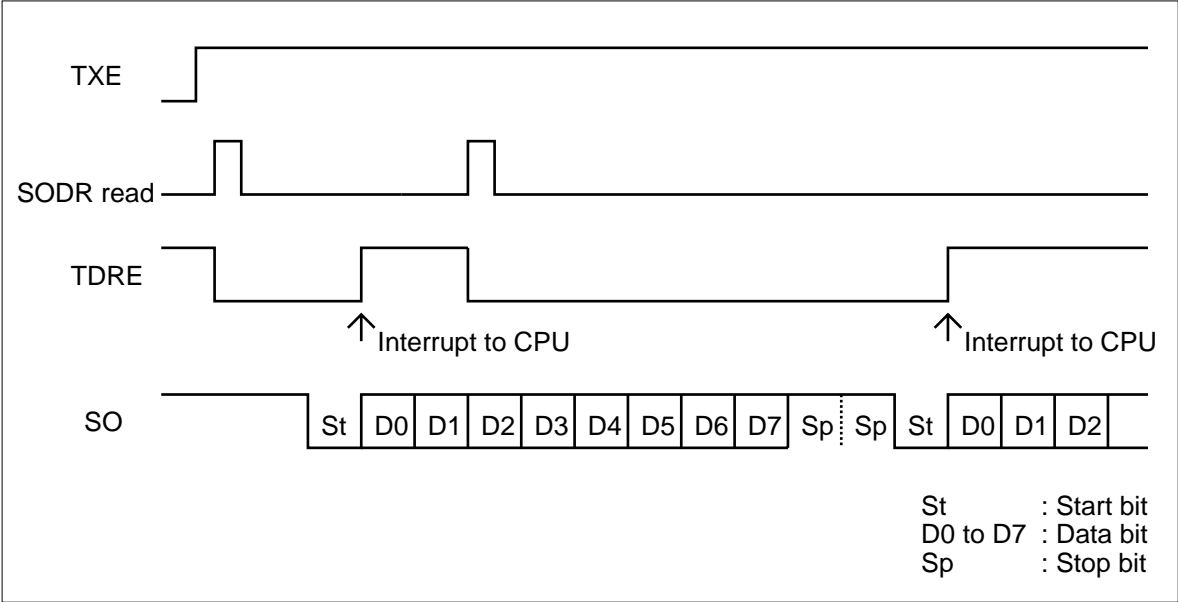 TXE
SODR read
TDRE
Interrupt to CPU Interrupt to CPU
SO St D0 D1 D2 D3 D4 D5 D6 D7 Sp Sp St D0 D1 D2
St : Start bit
D0 to D7 : Data bit
Sp : Stop bit